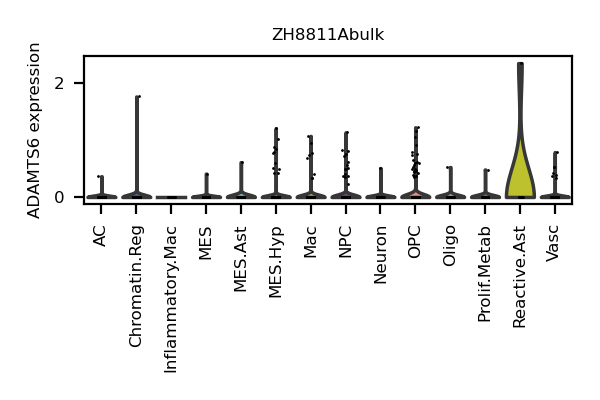 ZH8811Abulk
ADAMTS6 expression
2
0
AC
Chromatin.Reg
Inflammatory.Mac
MES
MES.Ast
MES.Hyp
Mac
NPC
Neuron
OPC
Oligo
Prolif.Metab
Reactive.Ast
Vasc